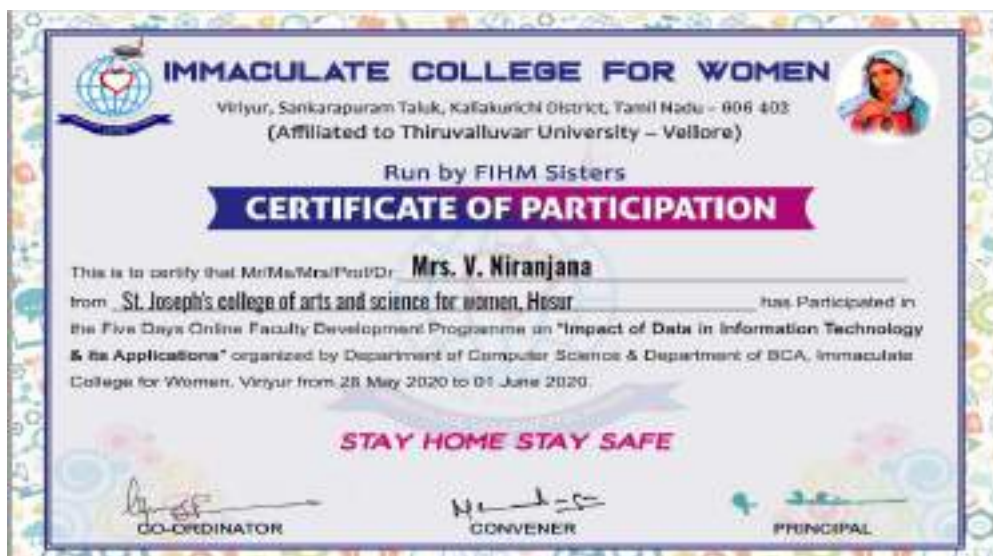 IMMACULATE COLLEGE FOR WOMEN
Viriyur, Sankarapuram Taluk, Kallakurichi District, Tamil Nadu – 606 402
(Affiliated to Thiruvalluvar University – Vellore)
Run by FIHM Sisters
CERTIFICATE OF PARTICIPATION
This is to certify that Mr/Ms/Mrs/Prof/Dr Mrs. V. Niranjana
from St. Joseph's college of arts and science for women, Hosur has Participated in
the Five Days Online Faculty Development Programme on "Impact of Data in Information Technology
& its Applications" organized by Department of Computer Science & Department of BCA, Immaculate
College for Women, Viriyur from 28 May 2020 to 01 June 2020.
STAY HOME STAY SAFE
CO-ORDINATOR CONVENER PRINCIPAL